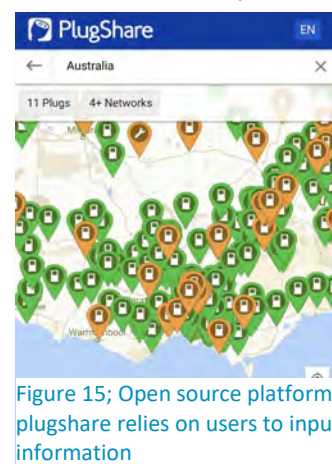 PlugShare
EN
← Australia ×
11 Plugs 4+ Networks
Figure 15; Open source platform
plugshare relies on users to inpu
information